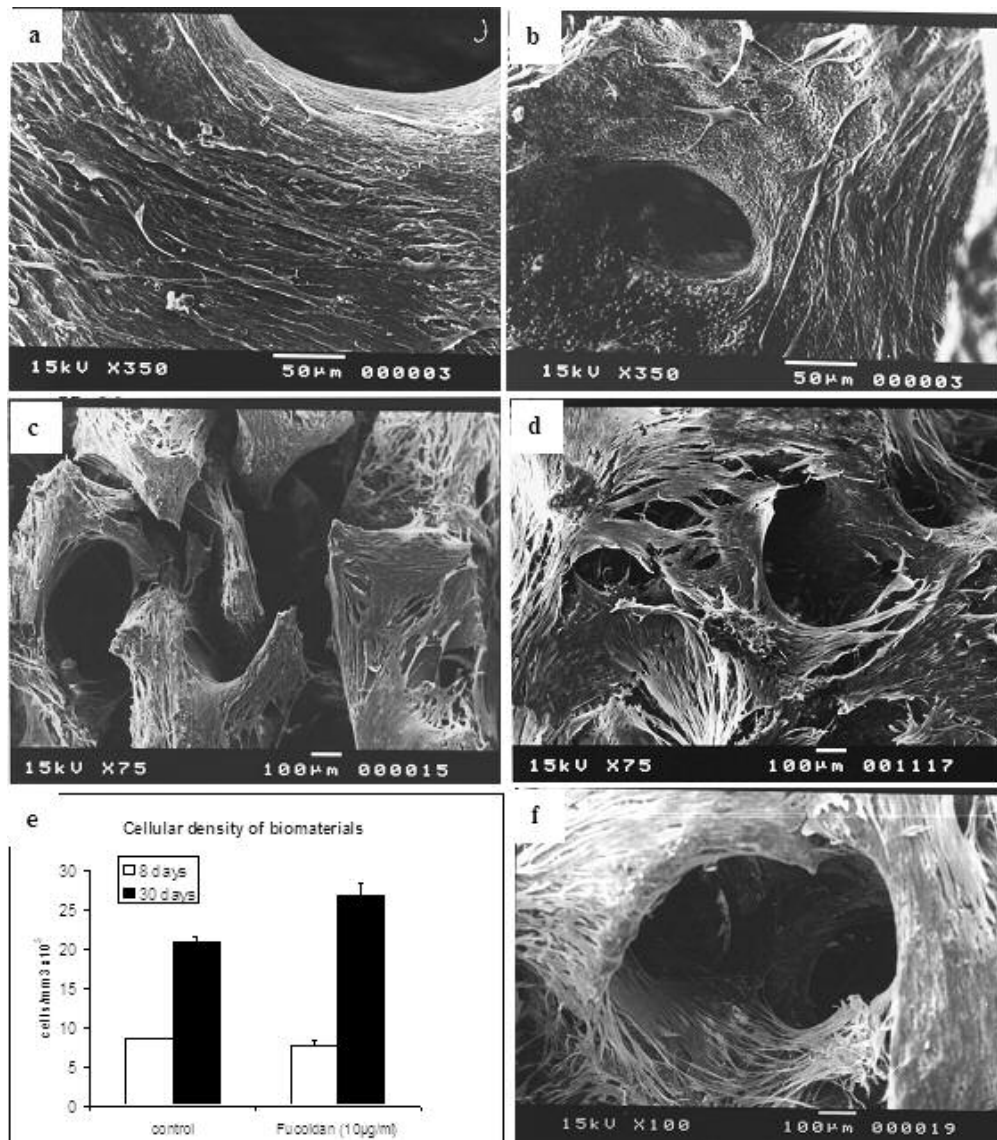 a
15kV X350 50µm 000003
b
15kV X350 50µm 000003
c
15kV X75 100µm 000015
d
15kV X75 100µm 001117
e
Cellular density of biomaterials
8 days
30 days
30
25
20
15
10
5
0
control
Fucoidan (10µg/ml)
f
15kV X100 100µm 000019